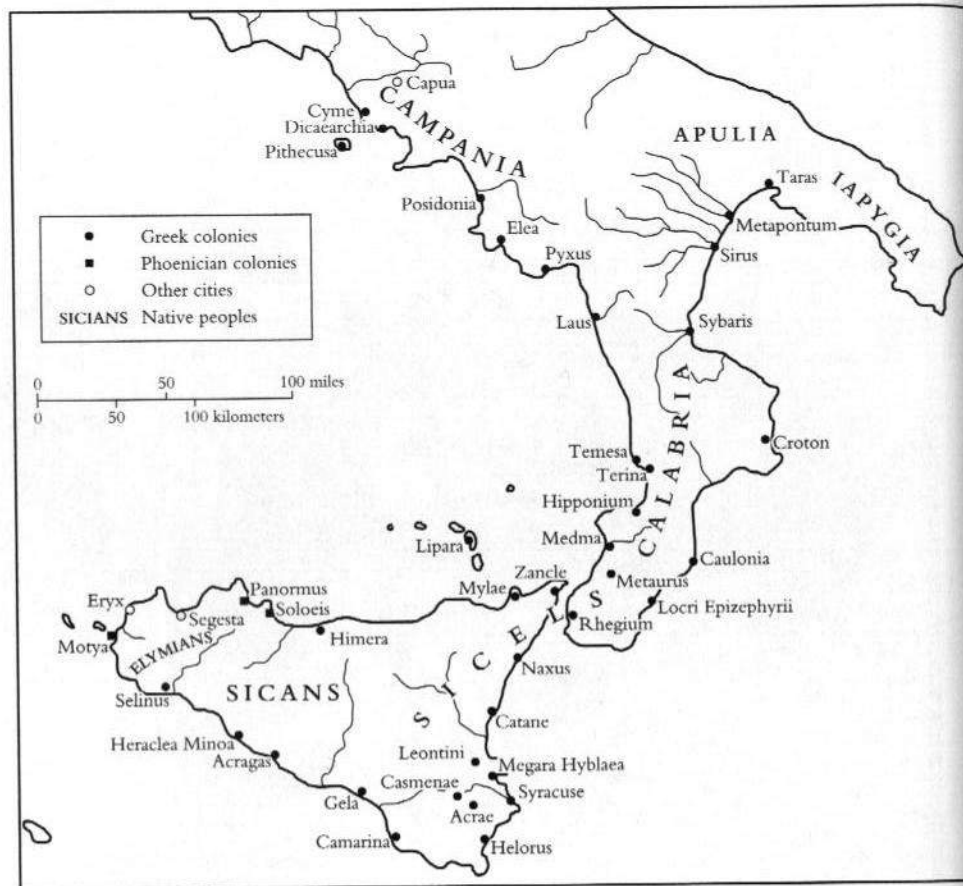 Capua
Cyme
CAMPANIA
Dicaearchia
Pithecusa
APULIA
Taras
IAPYGIA
Posidonia
Metapontum
Elea
Sirus
Pyxus
Greek colonies
Phoenician colonies
Other cities
SICIANS Native peoples
Laus
Sybaris
0 50 100 miles
0 50 100 kilometers
CALABRIA
Croton
Temesa
Terina
Hipponium
Medma
Lipara
Caulonia
Zancle
Metaurus
Mylae
Panormus
Eryx
Soloeis
Segesta
Locri Epizephyrii
Rhegium
Motya
ELYMIANS
Himera
SICELS
Naxus
SICANS
Selinus
Catane
Heraclea Minoa
Leontini
Acragas
Megara Hyblaea
Casmenae
Syracuse
Gela
Acrae
Camarina
Helorus